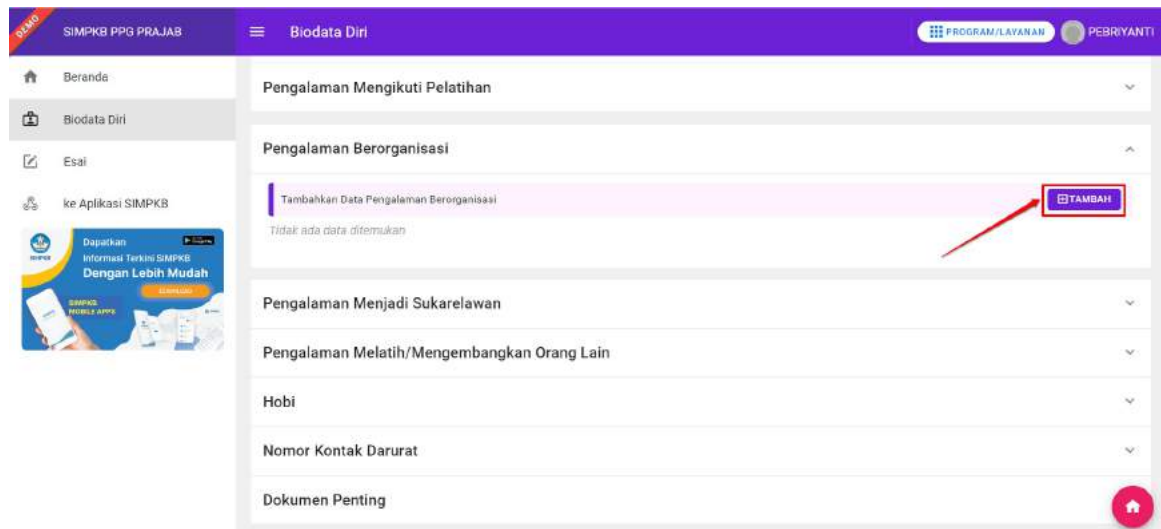 DEMO
SIMPKB PPG PRAJAB
Biodata Diri
PROGRAM/LAYANAN
PEBRIYANTI
Beranda
Biodata Diri
Esai
ke Aplikasi SIMPKB
Dapatkan
Informasi Terkini SIMPKB
Dengan Lebih Mudah
DOWNLOAD
SIMPKB
MOBILE APPS
Pengalaman Mengikuti Pelatihan
Pengalaman Berorganisasi
Tambahkan Data Pengalaman Berorganisasi
TAMBAH
Tidak ada data ditemukan
Pengalaman Menjadi Sukarelawan
Pengalaman Melatih/Mengembangkan Orang Lain
Hobi
Nomor Kontak Darurat
Dokumen Penting